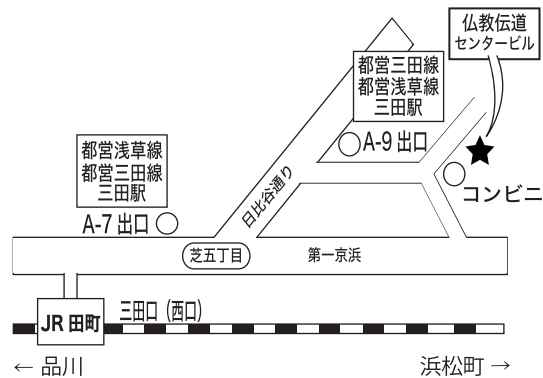 仏教伝道
センタービル
都営三田線
都営浅草線
三田駅
A-9 出口
都営浅草線
都営三田線
三田駅
A-7 出口
日比谷通り
コンビニ
芝五丁目
第一京浜
三田口（西口）
JR 田町
← 品川
浜松町 →